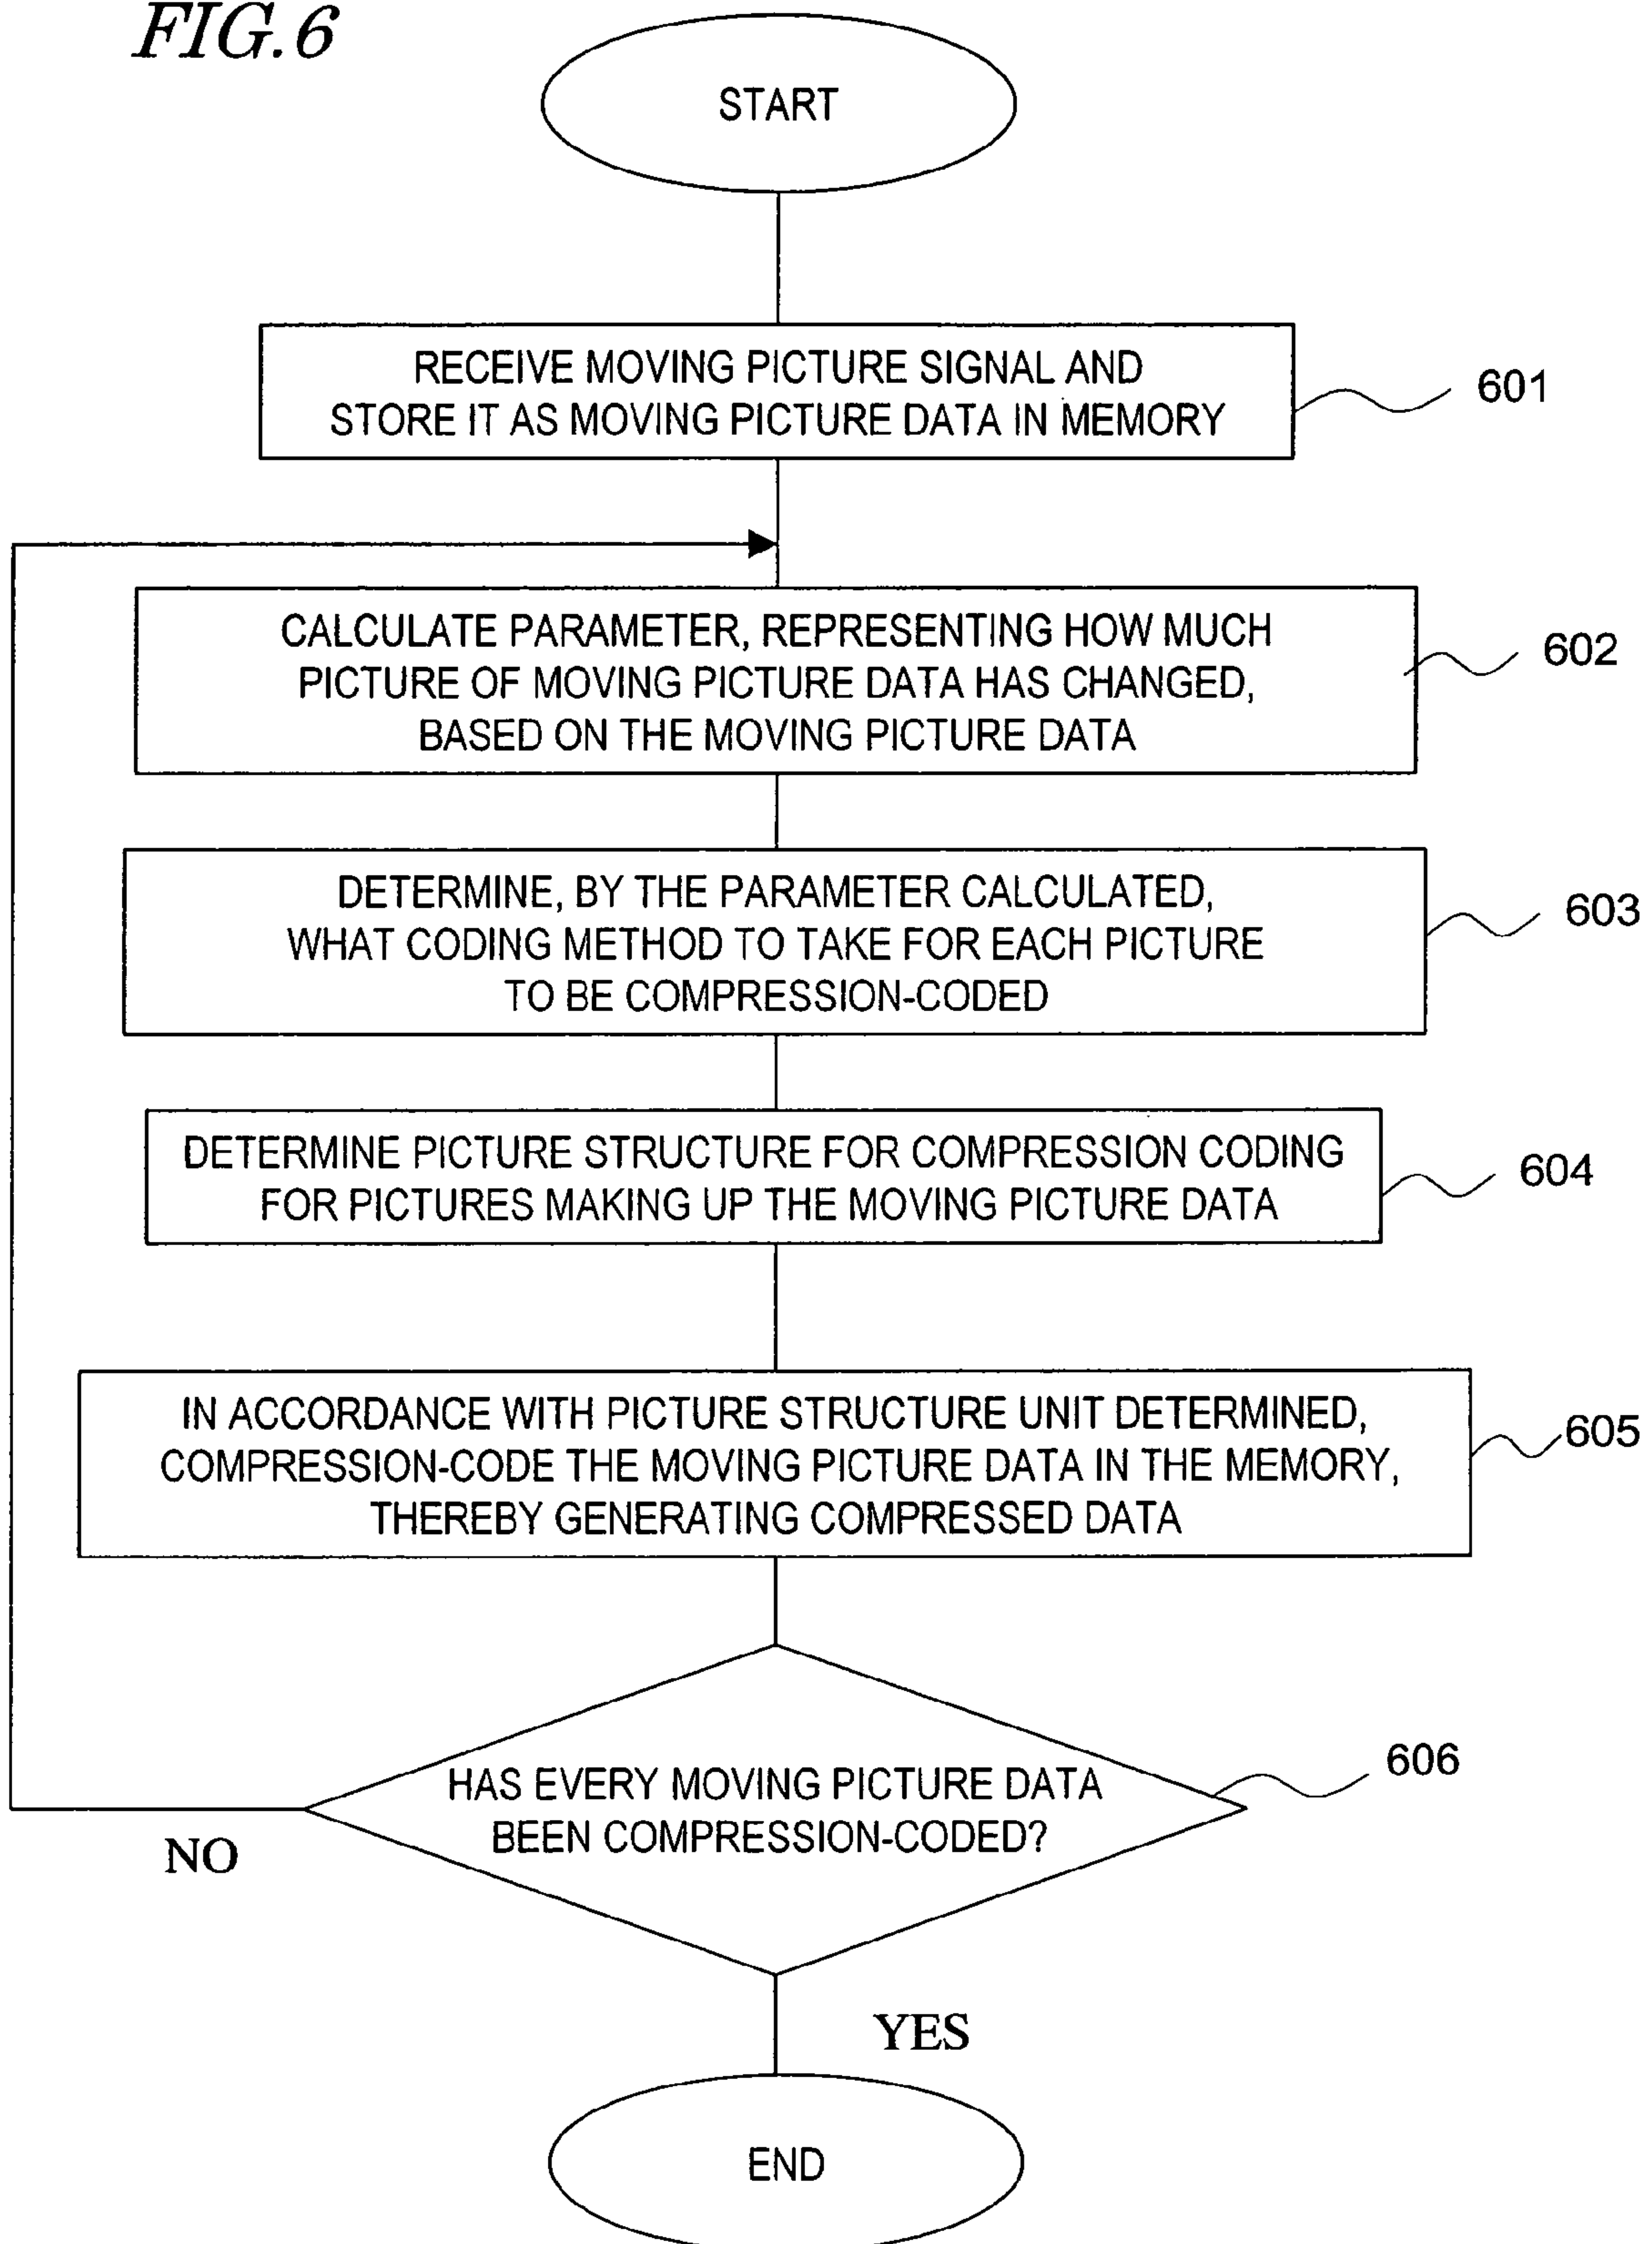 FIG.6
START
RECEIVE MOVING PICTURE SIGNAL AND
STORE IT AS MOVING PICTURE DATA IN MEMORY
601
CALCULATE PARAMETER, REPRESENTING HOW MUCH
PICTURE OF MOVING PICTURE DATA HAS CHANGED,
BASED ON THE MOVING PICTURE DATA
602
DETERMINE, BY THE PARAMETER CALCULATED,
WHAT CODING METHOD TO TAKE FOR EACH PICTURE
TO BE COMPRESSION-CODED
603
DETERMINE PICTURE STRUCTURE FOR COMPRESSION CODING
FOR PICTURES MAKING UP THE MOVING PICTURE DATA
604
IN ACCORDANCE WITH PICTURE STRUCTURE UNIT DETERMINED,
COMPRESSION-CODE THE MOVING PICTURE DATA IN THE MEMORY,
THEREBY GENERATING COMPRESSED DATA
605
HAS EVERY MOVING PICTURE DATA
BEEN COMPRESSION-CODED?
606
NO
YES
END